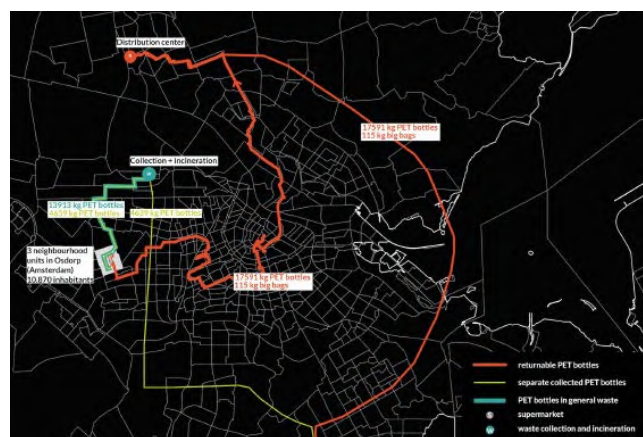 Distribution center
17591 kg PET bottles
115 kg big bags
Collection + incineration
13913 kg PET bottles
4659 kg PET bottles
4629 kg PET bottles
3 neighbourhood
units in Osdorp
(Amsterdam)
10.870 inhabitants
17591 kg PET bottles
115 kg big bags
returnable PET bottles
separate collected PET bottles
PET bottles in general waste
supermarket
waste collection and incineration